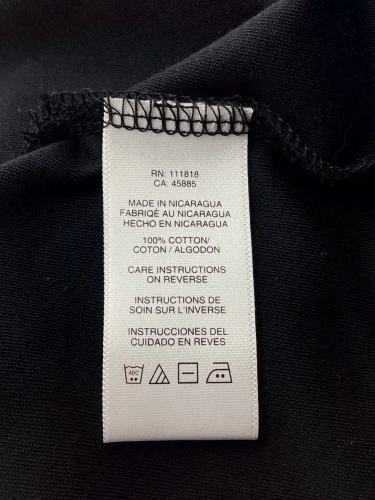 RN: 111818
CA: 45885
MADE IN NICARAGUA
FABRIQÈ AU NICARAGUA
HECHO EN NICARAGUA
100% COTTON/
COTON / ALGODON
CARE INSTRUCTIONS
ON REVERSE
INSTRUCTIONS DE
SOIN SUR L'INVERSE
INSTRUCCIONES DEL
CUIDADO EN REVES
40C